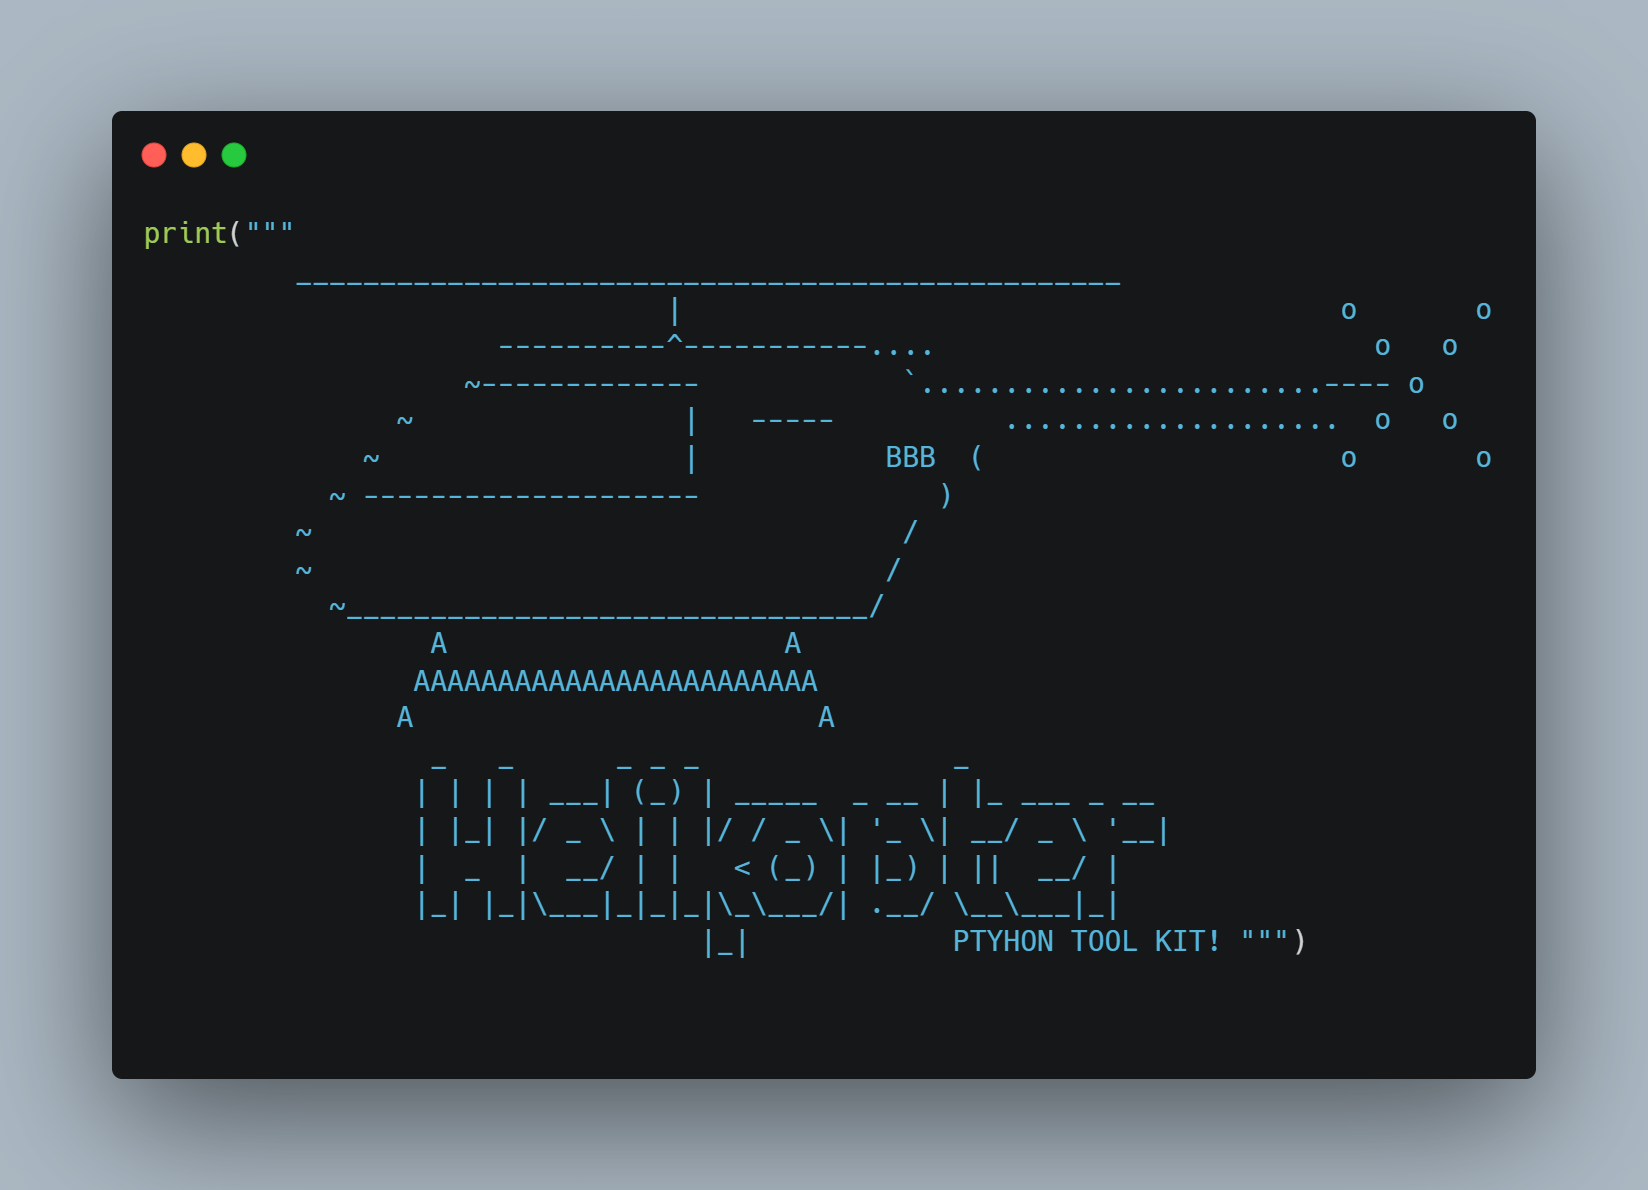 print("""
         _________________________________________________
                               |                                       o       o
                     ----------^-----------....                          o   o
                   ~-------------            `........................---- o
               ~                |   -----          ....................  o   o
             ~                  |           BBB  (                     o       o
           ~ --------------------              )
         ~                                   /
         ~                                  /
           ~_______________________________/
                 A                    A
                AAAAAAAAAAAAAAAAAAAAAAAA
               A                        A
                 _   _      _ _ _               _
                | | | | ___| (_) | _____  _ __ | |_ ___ _ __
                | |_| |/ _ \ | | |/ / _ \| '_ \| __/ _ \ '__|
                |  _  |  __/ | |   < (_) | |_) | ||  __/ |
                |_| |_|\___|_|_|_|\_\___/| .__/ \__\___|_|
                                 |_|            PTYHON TOOL KIT! """)